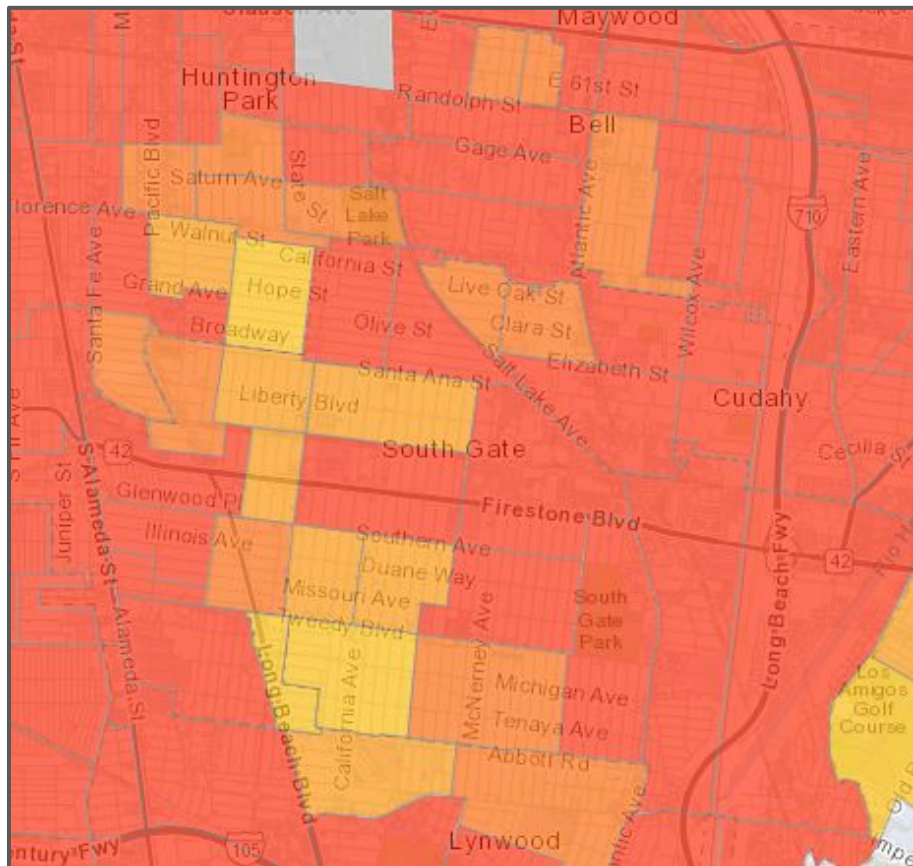 Slauson Ave
Maywood
Huntington
Park
E 61st St
Randolph St
Bell
Gage Ave
Pacific Blvd
Saturn Ave
State St
Salt
Lake
Park
Atlantic Ave
710
Eastern Ave
Florence Ave
Walnut St
California St
Santa Fe Ave
Grand Ave
Hope St
Live Oak St
Wilcox Ave
Broadway
Olive St
Clara St
Elizabeth St
Santa Ana St
Salt Lake Ave
Liberty Blvd
Cudahy
South Gate
42
Cecilia St
S Alameda St
Juniper St
Glenwood Pl
Firestone Blvd
Illinois Ave
Southern Ave
42
Duane Way
Missouri Ave
South
Gate
Park
Long Beach Fwy
Tweedy Blvd
Alameda St
Long Beach Blvd
California Ave
McNerney Ave
Michigan Ave
Tenaya Ave
Los
Amigos
Golf
Course
Abbott Rd
Lynwood
105